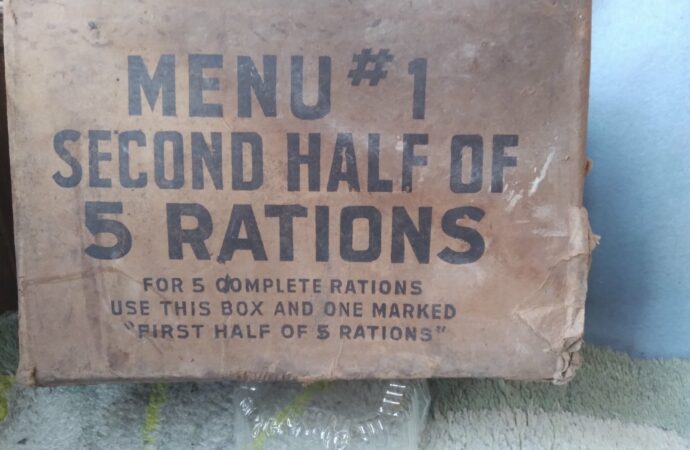 MENU #1
SECOND HALF OF
5 RATIONS
FOR 5 COMPLETE RATIONS
USE THIS BOX AND ONE MARKED
"FIRST HALF OF 5 RATIONS"